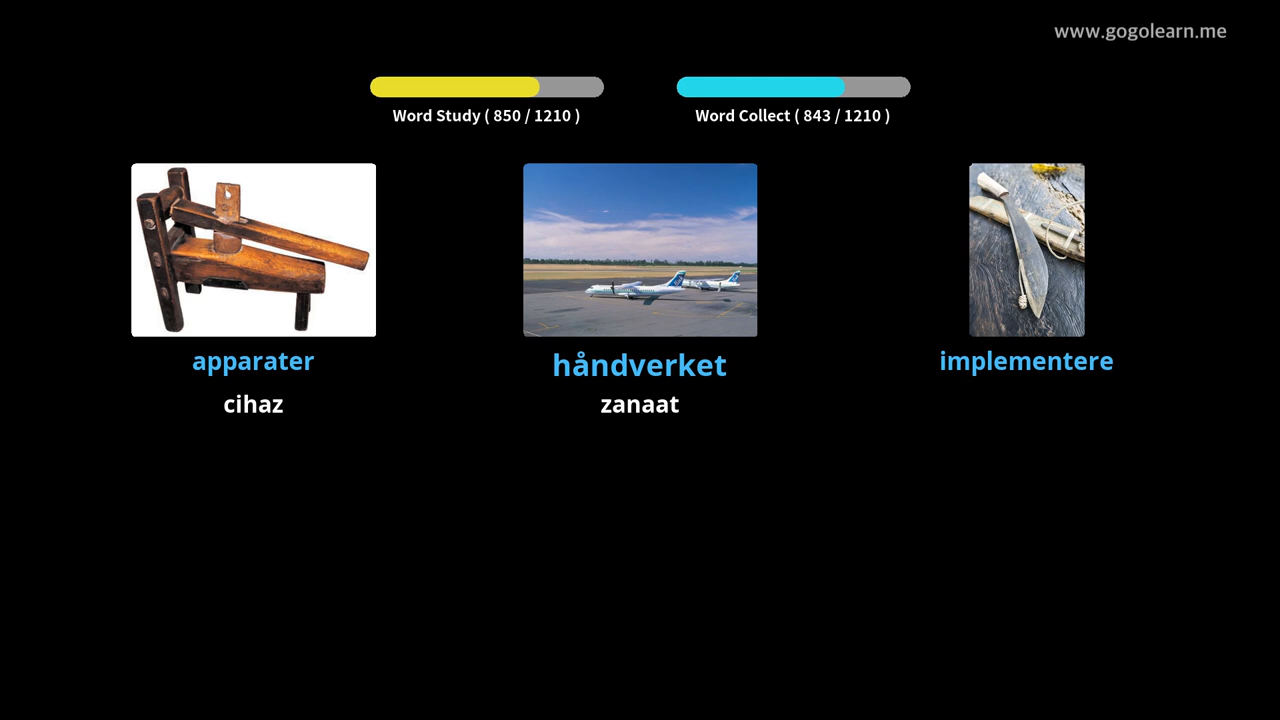 www.gogolearn.me
Word Study ( 850 / 1210 )
Word Collect ( 843 / 1210 )
apparater
håndverket
implementere
cihaz
zanaat